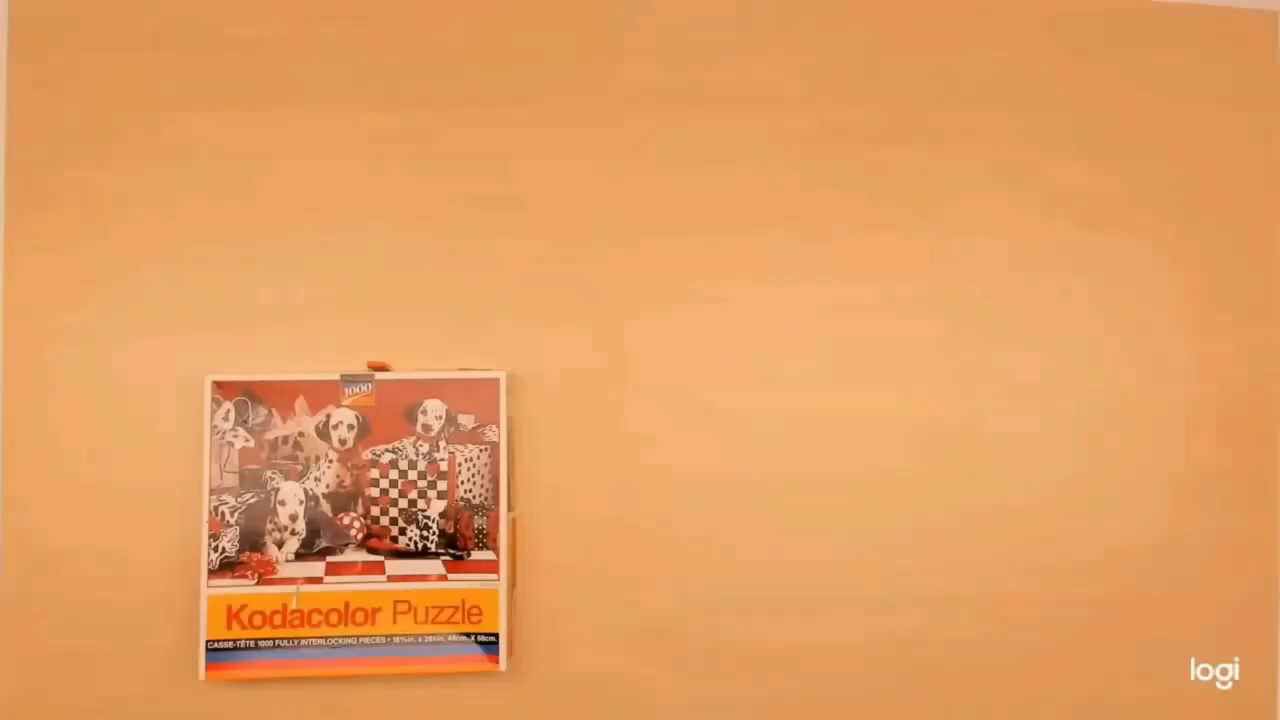 1000
Kodacolor Puzzle
CASSE-TÊTE 1000 FULLY INTERLOCKING PIECES •
logi